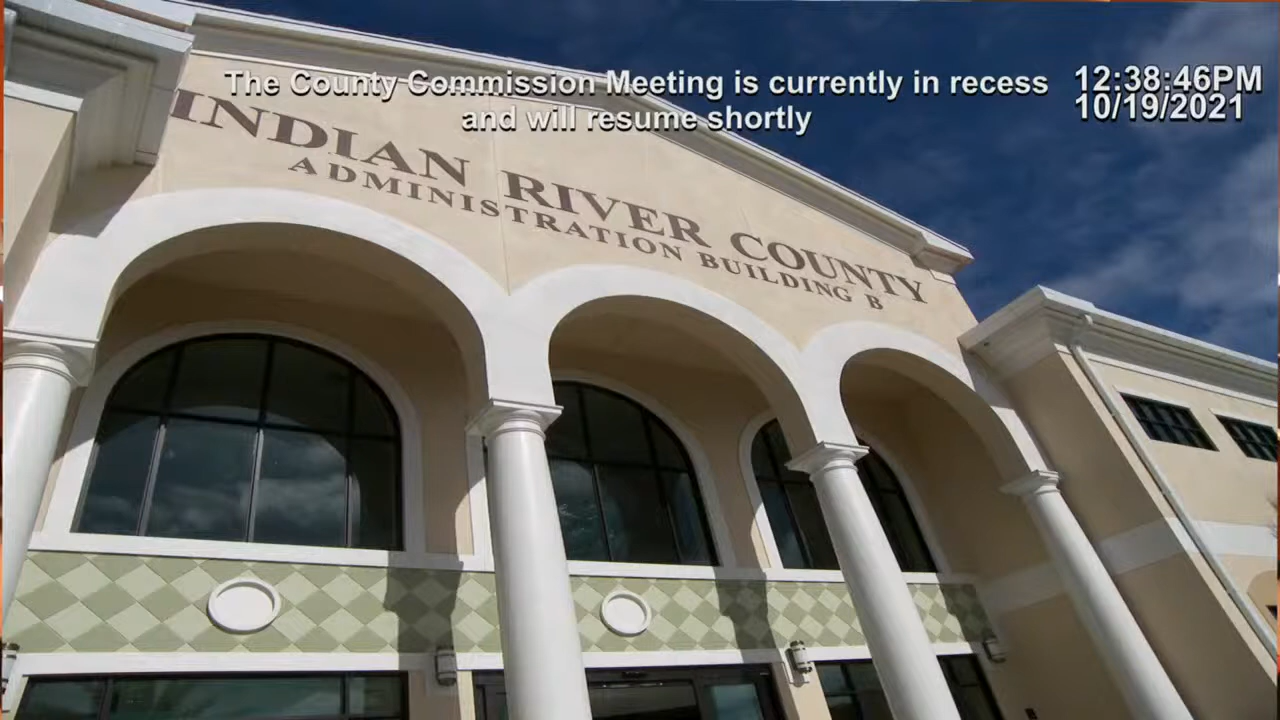 The County Commission Meeting is currently in recess
and will resume shortly
12:38:46PM
10/19/2021
INDIAN RIVER COUNTY
ADMINISTRATION BUILDING B